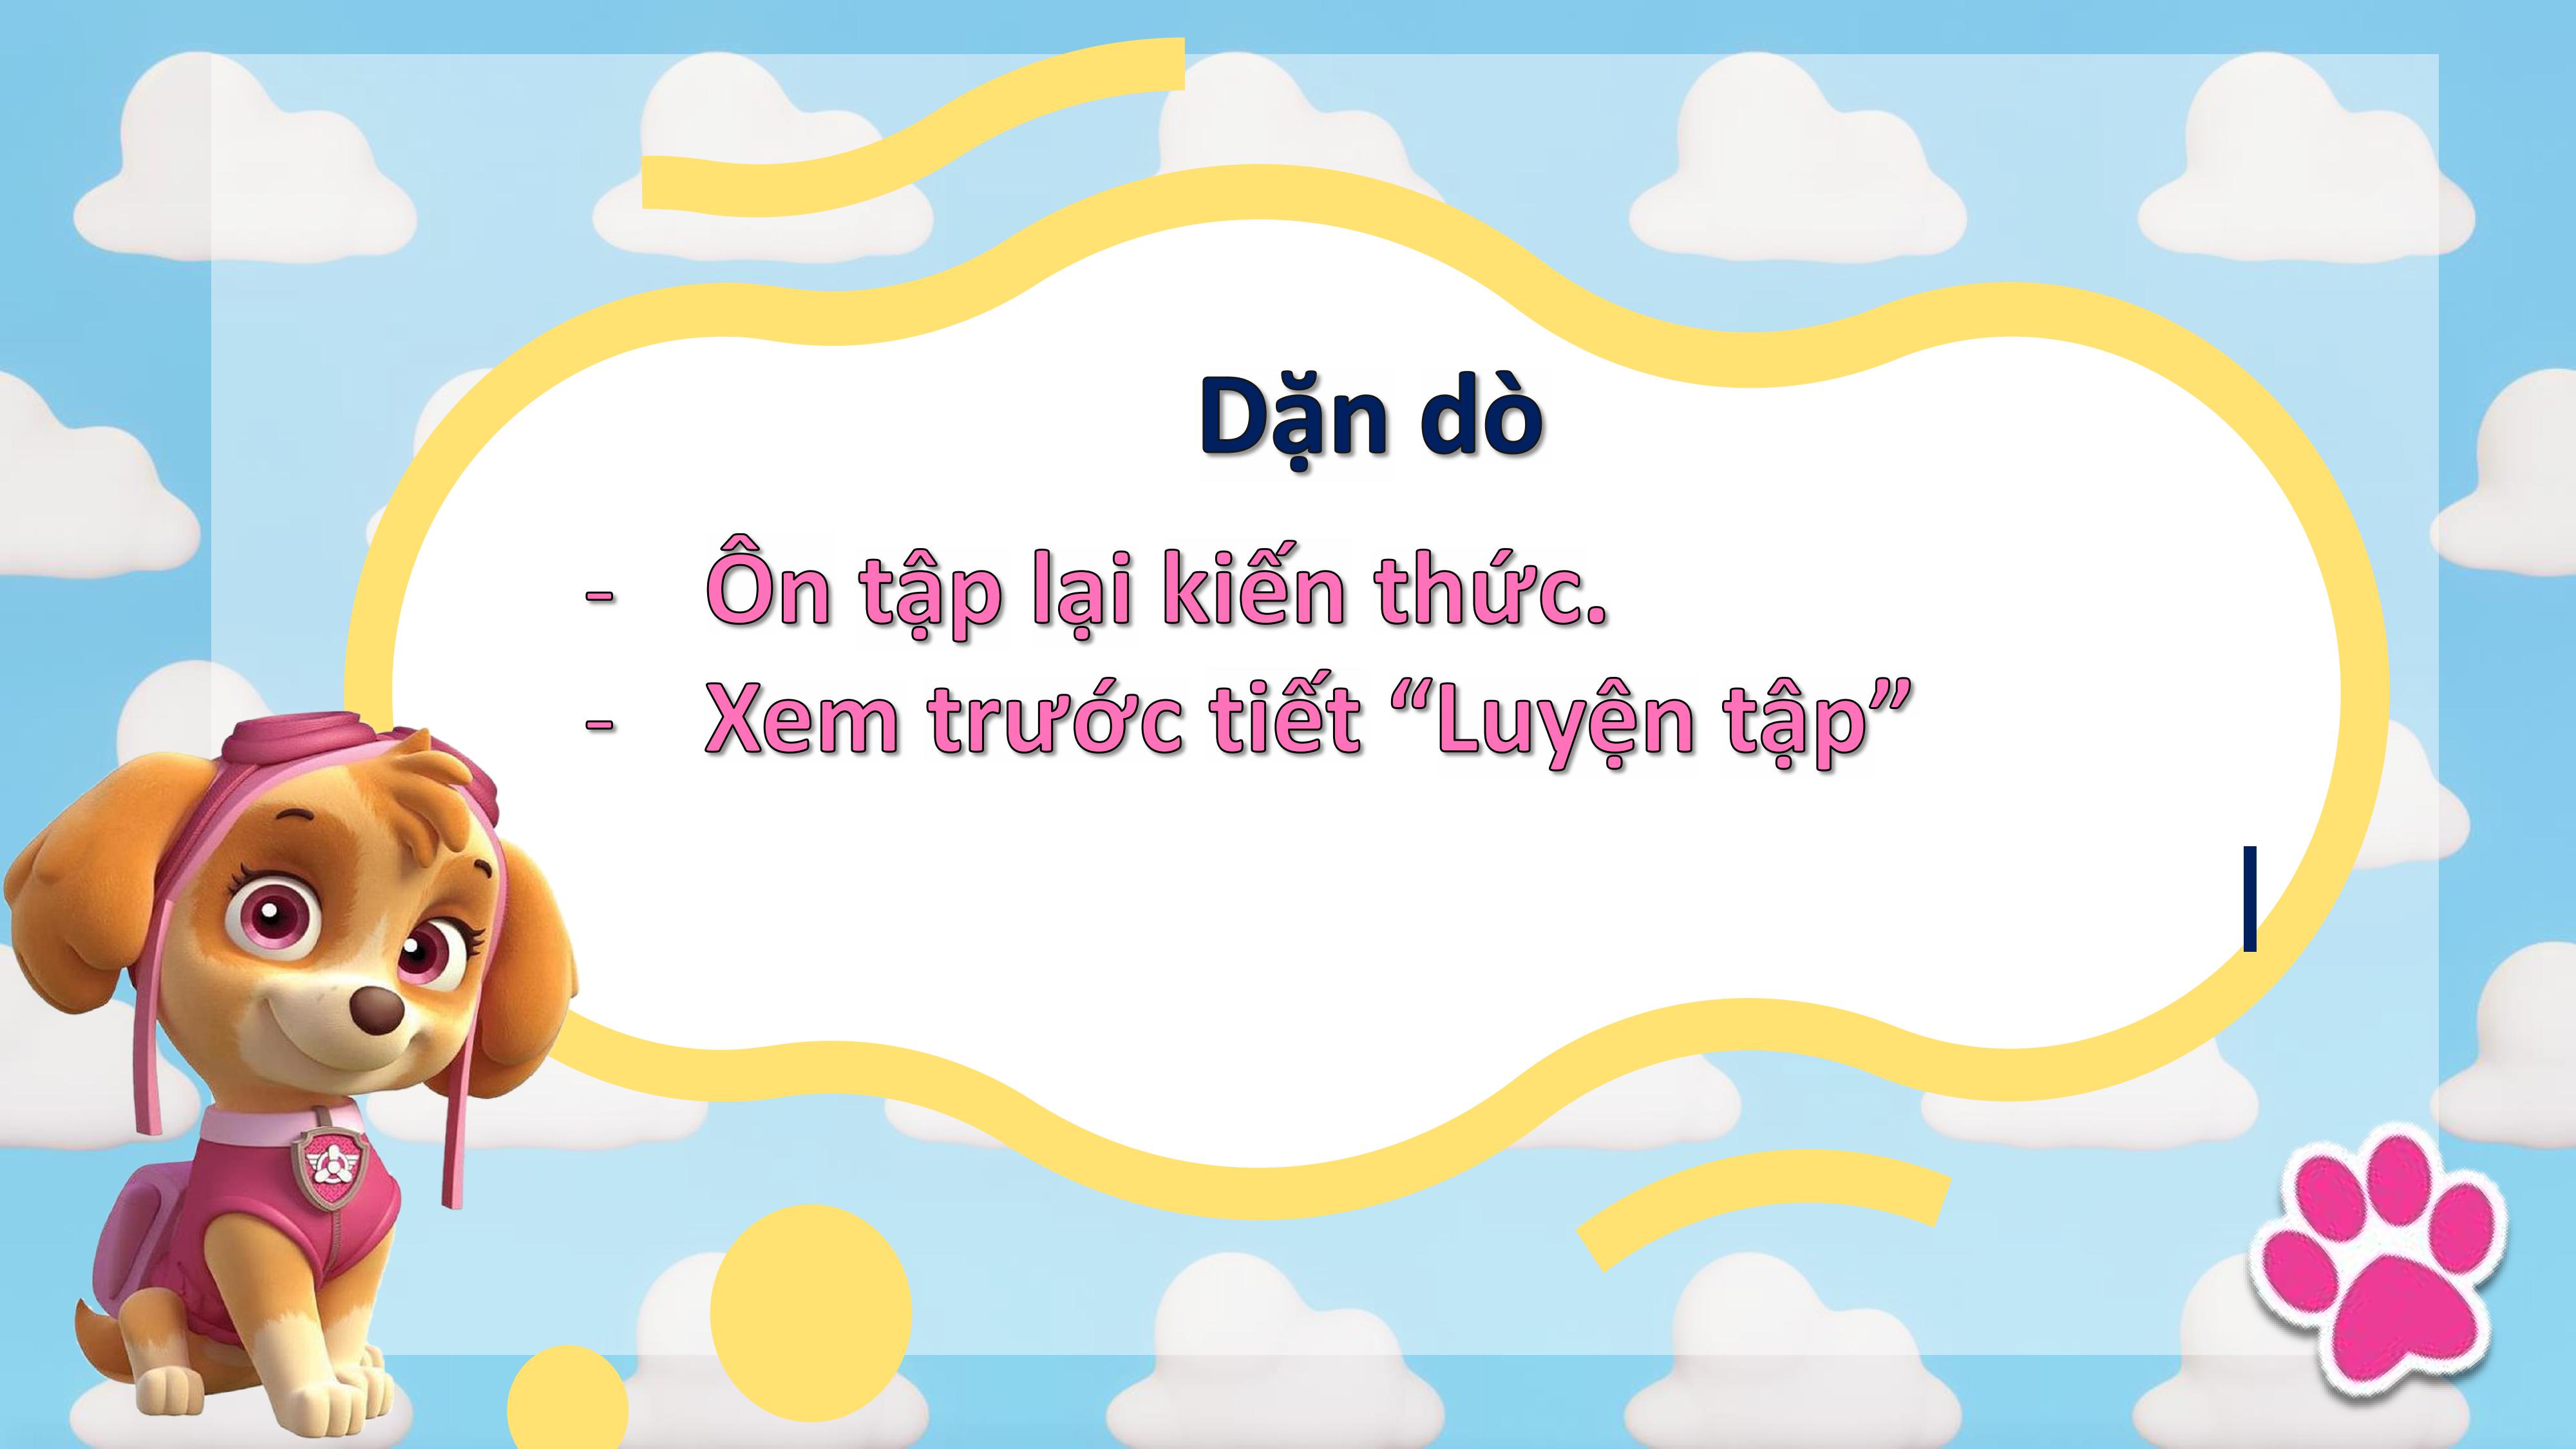 Dặn dò
- Ôn tập lại kiến thức.
- Xem trước tiết “Luyện tập”